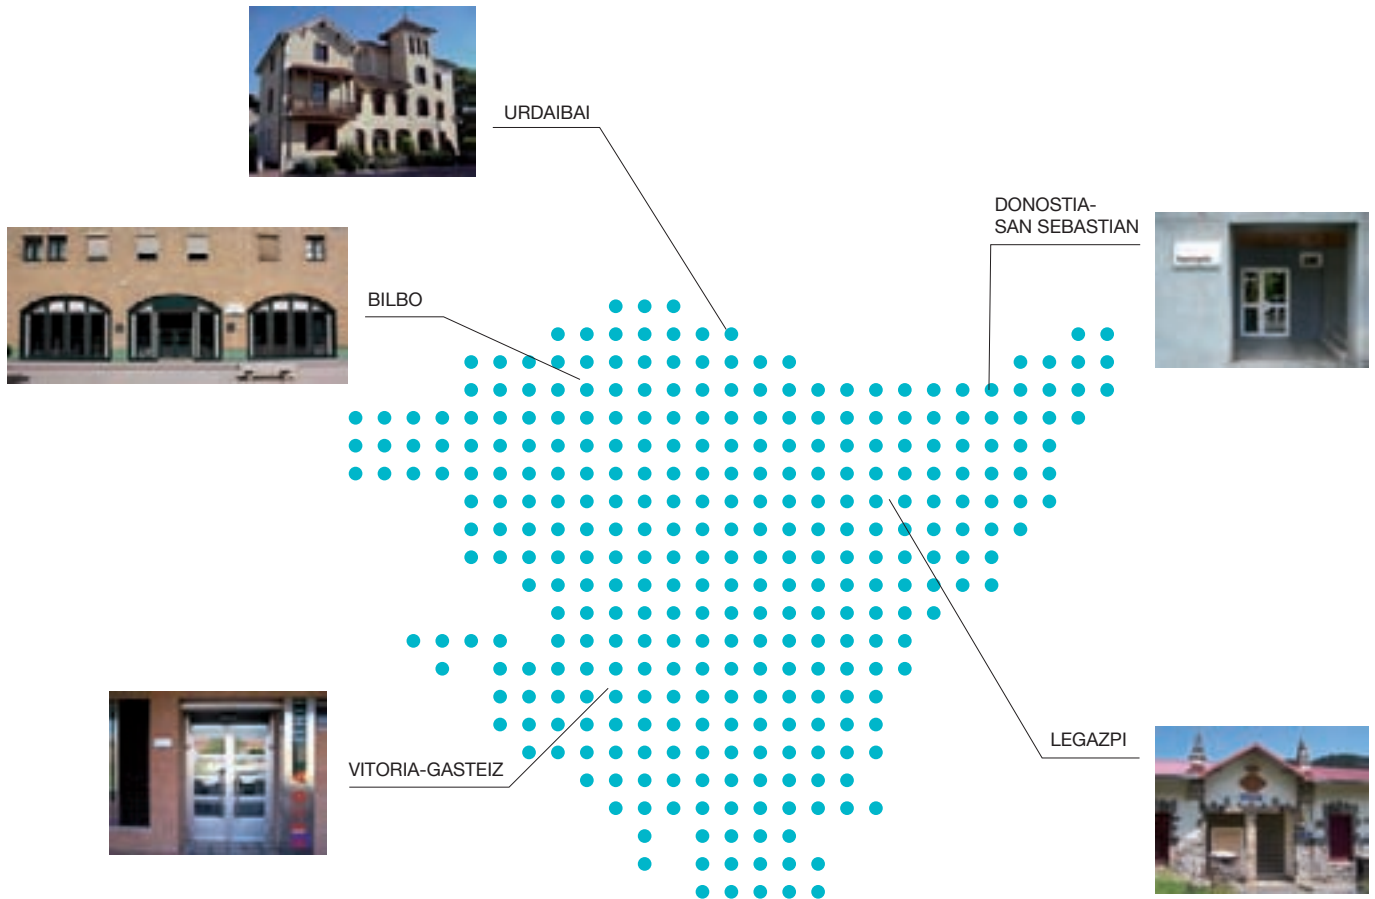 URDAIBAI
DONOSTIA-
SAN SEBASTIAN
BILBO
LEGAZPI
VITORIA-GASTEIZ